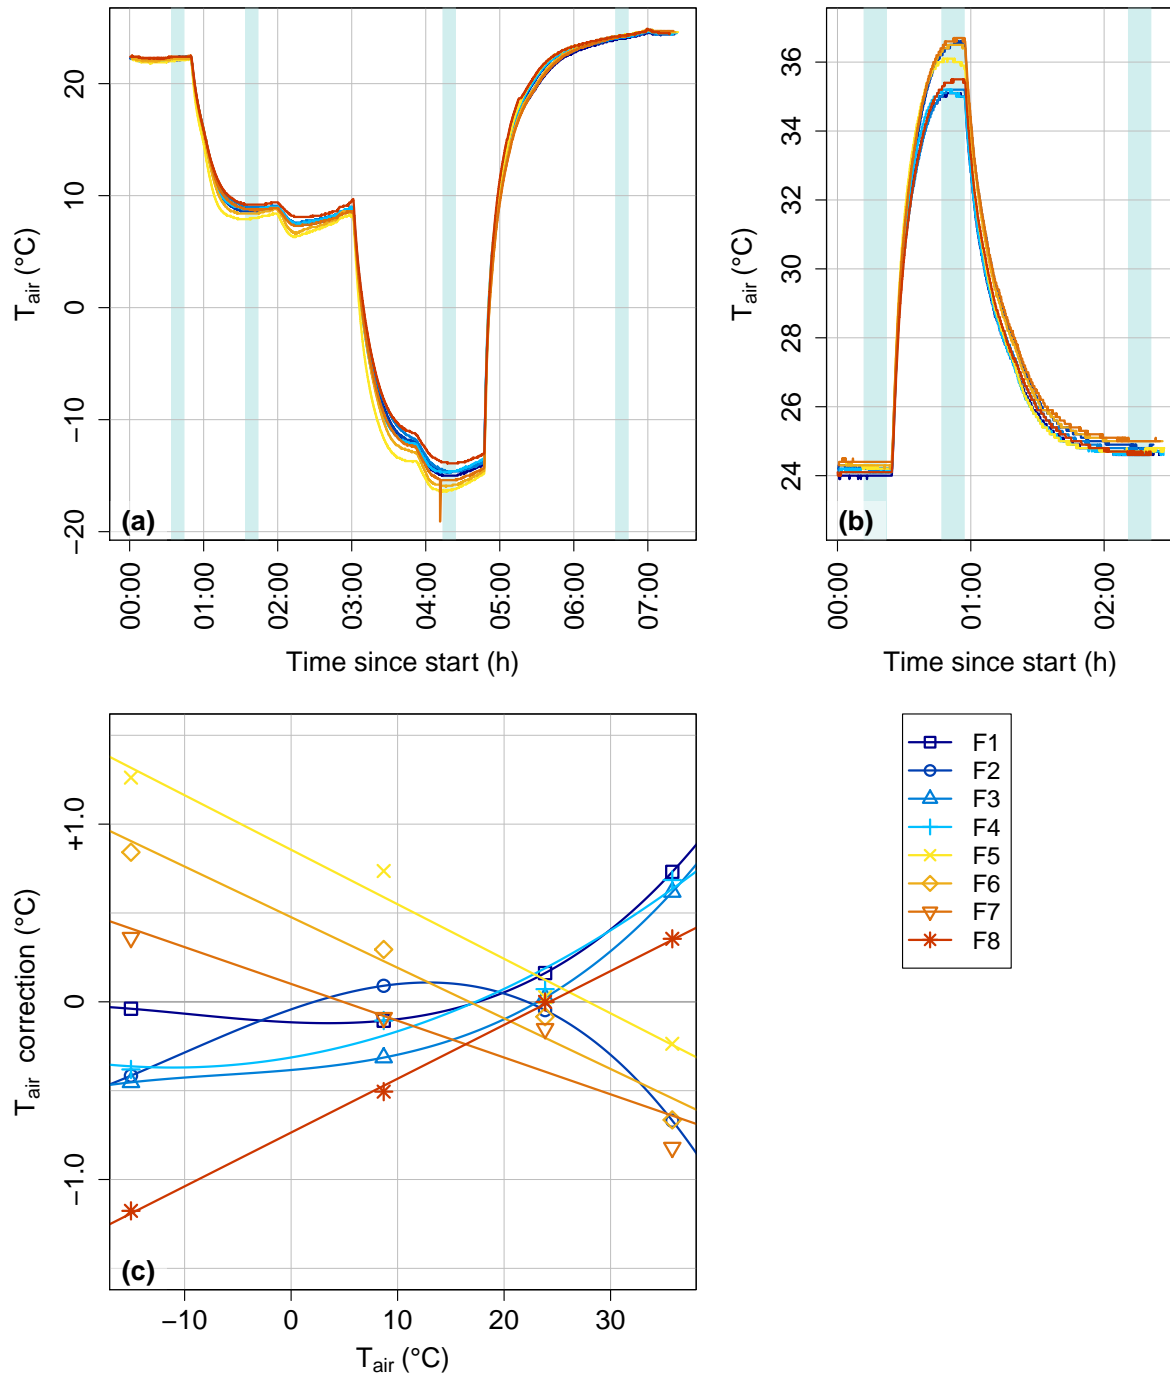 20
10
0
−10
−20
T_air (°C)
(a)
00:00
01:00
02:00
03:00
04:00
05:00
06:00
07:00
Time since start (h)
36
34
32
30
28
26
24
T_air (°C)
(b)
00:00
01:00
02:00
Time since start (h)
+1.0
0
−1.0
T_air correction (°C)
(c)
−10
0
10
20
30
T_air (°C)
F1
F2
F3
F4
F5
F6
F7
F8